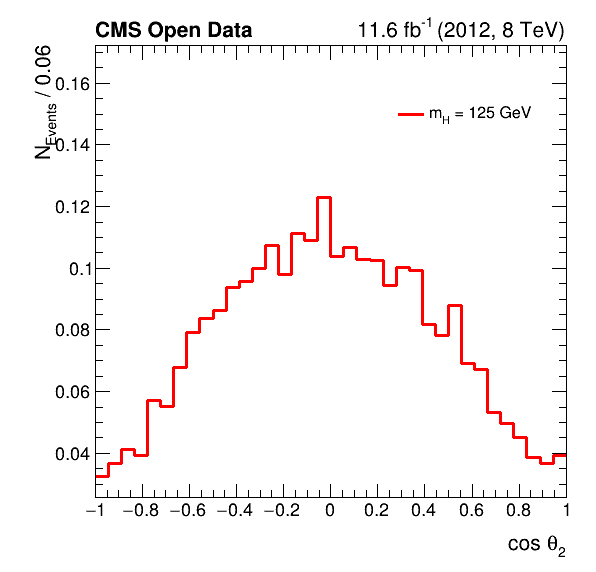 CMS Open Data 11.6 fb⁻¹ (2012, 8 TeV)
N_Events / 0.06
m_H = 125 GeV
0.16
0.14
0.12
0.1
0.08
0.06
0.04
−1 −0.8 −0.6 −0.4 −0.2 0 0.2 0.4 0.6 0.8 1
cos θ₂